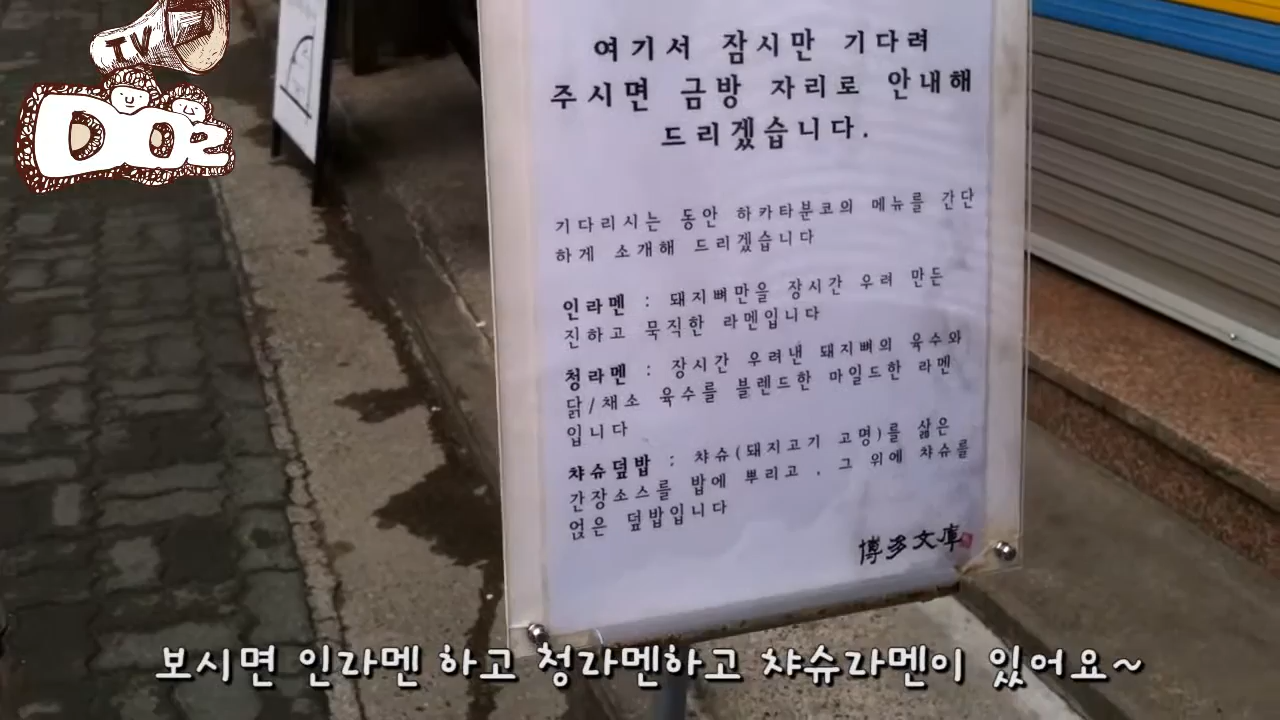 TV
DOz
여기서 잠시만 기다려
주시면 금방 자리로 안내해
드리겠습니다.
기다리시는 동안 하카타분코의 메뉴를 간단
하게 소개해 드리겠습니다
인라멘 : 돼지뼈만을 장시간 우려 만든
진하고 묵직한 라멘입니다
청라멘 : 장시간 우려낸 돼지뼈의 육수와
닭/채소 육수를 블렌드한 마일드한 라멘
입니다
챠슈덮밥 : 챠슈(돼지고기 고명)를 삶은
간장소스를 밥에 뿌리고 , 그 위에 챠슈를
얹은 덮밥입니다
博多文庫
보시면 인라멘 하고 청라멘하고 챠슈라멘이 있어요~